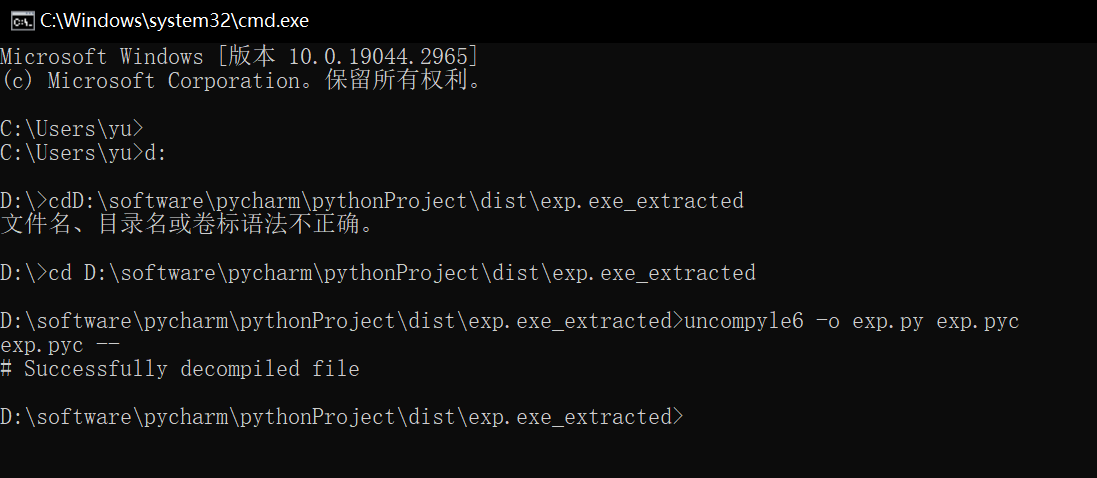 C:\Windows\system32\cmd.exe
Microsoft Windows [版本 10.0.19044.2965]
(c) Microsoft Corporation。保留所有权利。
C:\Users\yu>
C:\Users\yu>d:
D:\>cdD:\software\pycharm\pythonProject\dist\exp.exe_extracted
文件名、目录名或卷标语法不正确。
D:\>cd D:\software\pycharm\pythonProject\dist\exp.exe_extracted
D:\software\pycharm\pythonProject\dist\exp.exe_extracted>uncompyle6 -o exp.py exp.pyc
exp.pyc --
# Successfully decompiled file
D:\software\pycharm\pythonProject\dist\exp.exe_extracted>